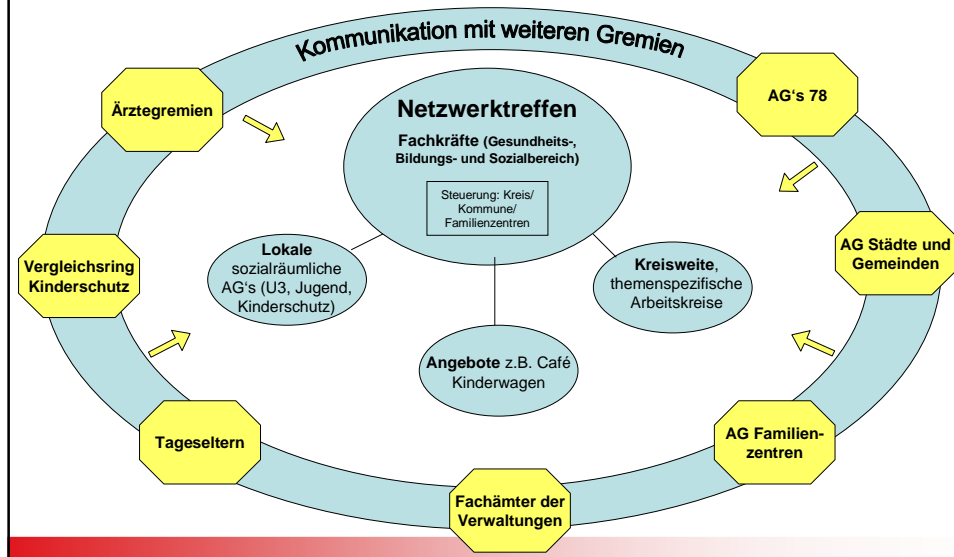 Kommunikation mit weiteren Gremien
Ärztegremien
AG's 78
Netzwerktreffen
Fachkräfte (Gesundheits-,
Bildungs- und Sozialbereich)
Steuerung: Kreis/
Kommune/
Familienzentren
Vergleichsring
Kinderschutz
Lokale
sozialräumliche
AG's (U3, Jugend,
Kinderschutz)
Kreisweite,
themenspezifische
Arbeitskreise
AG Städte und
Gemeinden
Angebote z.B. Café
Kinderwagen
Tageseltern
AG Familien-
zentren
Fachämter der
Verwaltungen